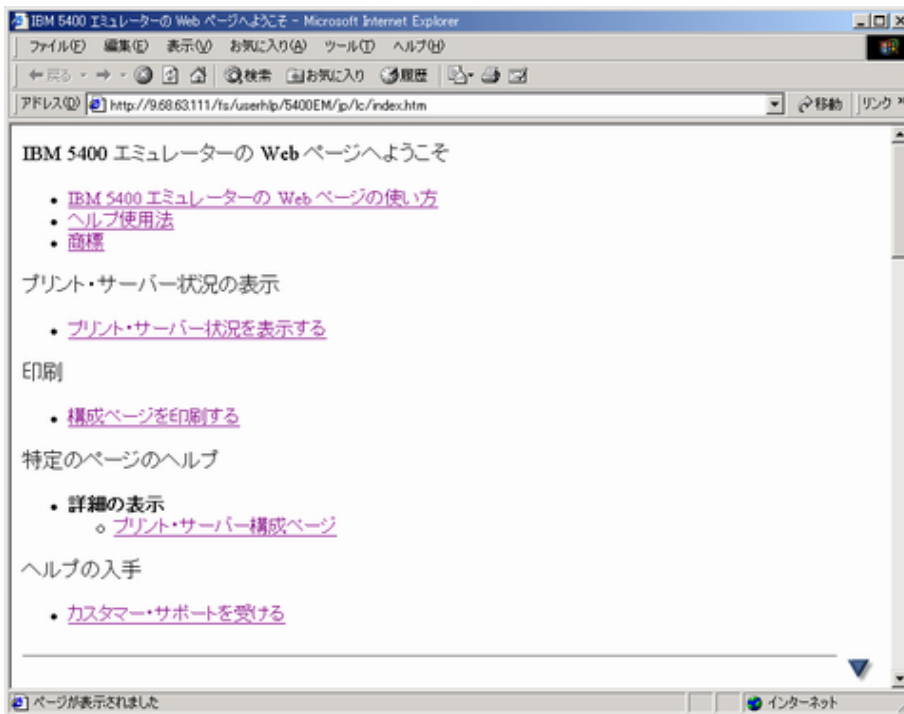 IBM 5400 エミュレーターの Web ページへようこそ - Microsoft Internet Explorer
ファイル(F) 編集(E) 表示(V) お気に入り(A) ツール(T) ヘルプ(H)
戻る 検索 お気に入り 履歴
アドレス(D) http://9.68.63.111/fs/userhlp/5400EM/jp/lc/index.htm 移動 リンク
IBM 5400 エミュレーターの Web ページへようこそ
IBM 5400 エミュレーターの Web ページの使い方
ヘルプ使用法
商標
プリント・サーバー状況の表示
プリント・サーバー状況を表示する
印刷
構成ページを印刷する
特定のページのヘルプ
詳細の表示
プリント・サーバー構成ページ
ヘルプの入手
カスタマー・サポートを受ける
ページが表示されました インターネット